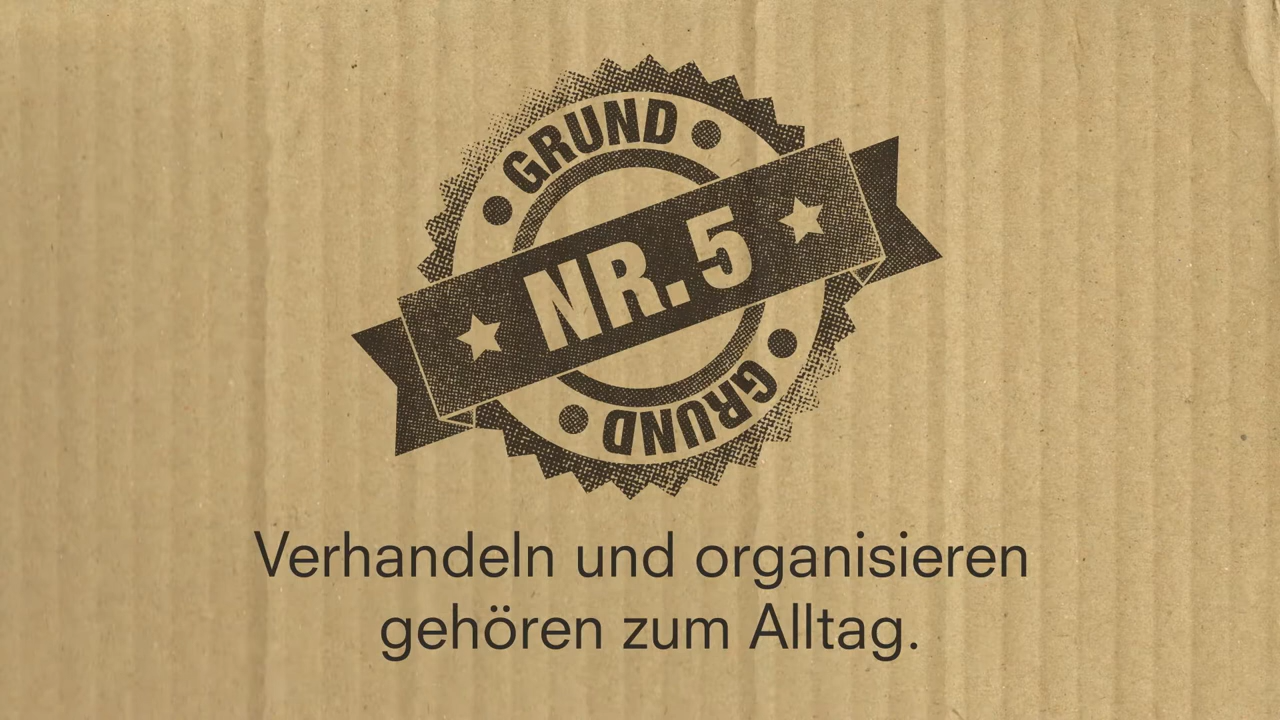 GRUND
NR. 5
GRUND
Verhandeln und organisieren
gehören zum Alltag.